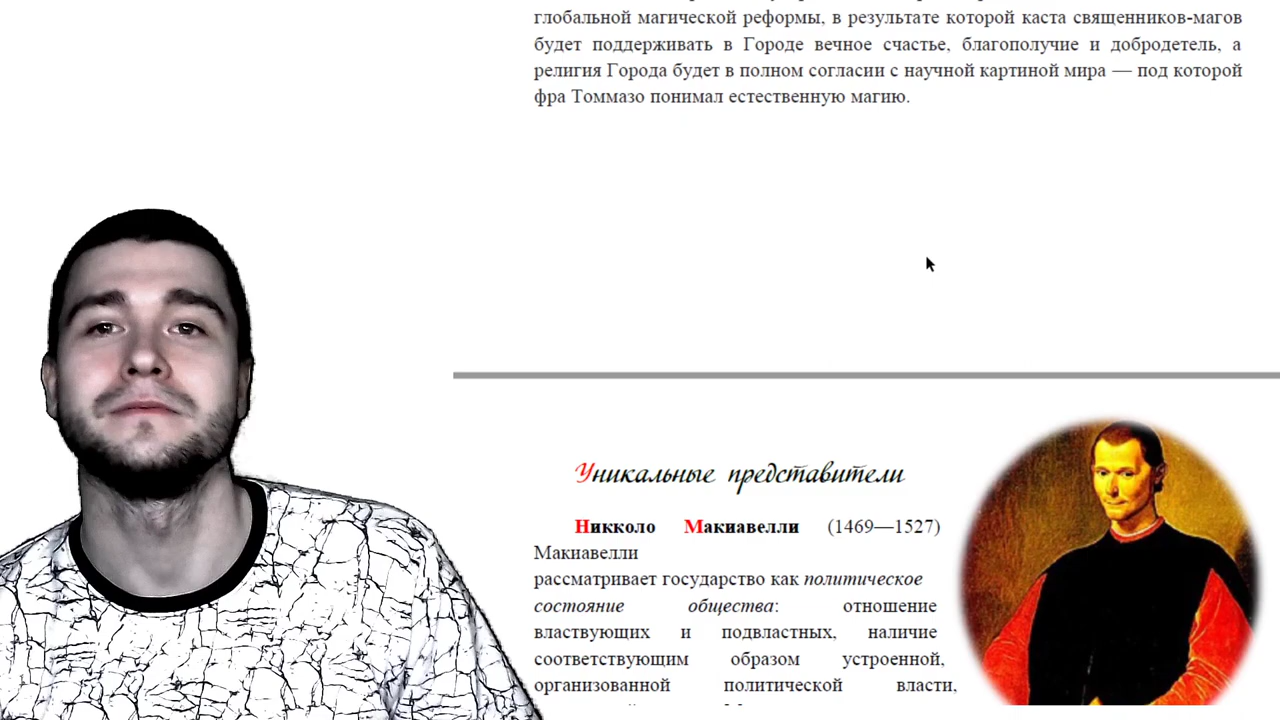 глобальной магической реформы, в результате которой каста священников-магов
будет поддерживать в Городе вечное счастье, благополучие и добродетель, а
религия Города будет в полном согласии с научной картиной мира — под которой
фра Томмазо понимал естественную магию.
Уникальные представители
Никколо Макиавелли (1469—1527)
Макиавелли
рассматривает государство как политическое
состояние общества: отношение
властвующих и подвластных, наличие
соответствующим образом устроенной,
организованной политической власти,